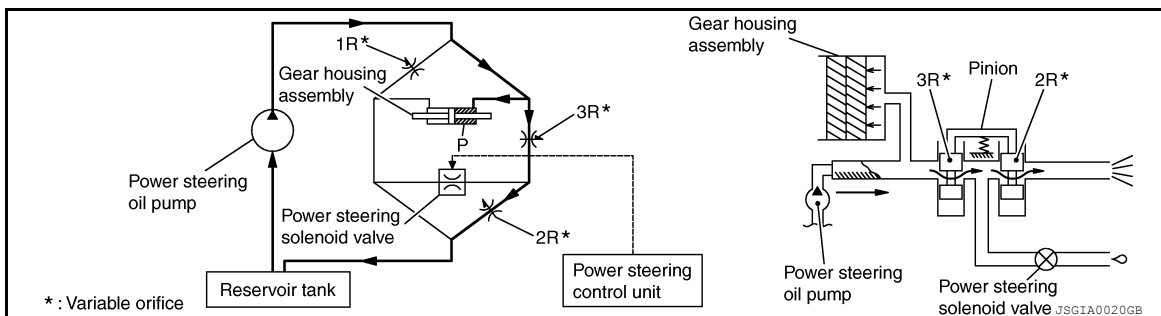 1R*
Gear housing
assembly
3R*
P
Power steering
oil pump
Power steering
solenoid valve
2R*
Reservoir tank
Power steering
control unit
* : Variable orifice
Gear housing
assembly
Pinion
3R*
2R*
Power steering
oil pump
Power steering
solenoid valve
JSGIA0020GB